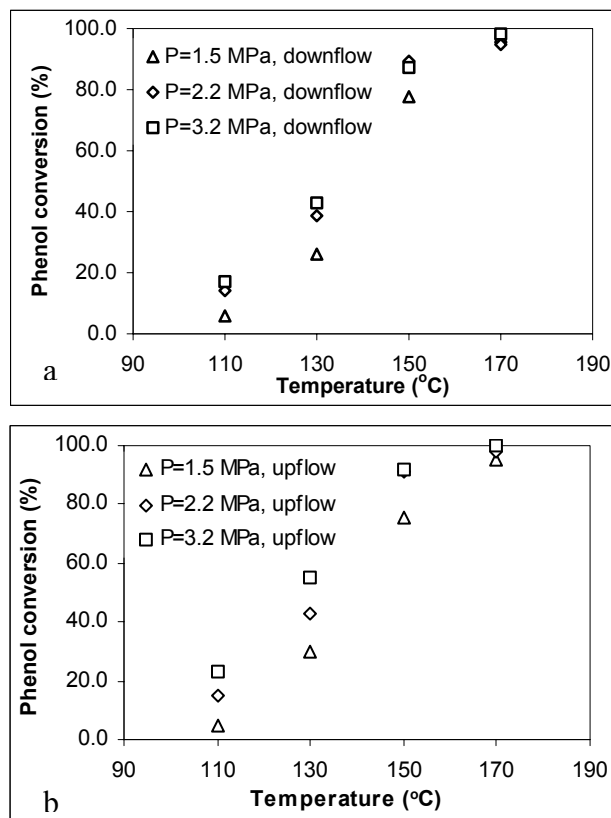 100.0
80.0
60.0
40.0
20.0
0.0
Phenol conversion (%)
P=1.5 MPa, downflow
P=2.2 MPa, downflow
P=3.2 MPa, downflow
90 110 130 150 170 190
Temperature (°C)
a
100.0
80.0
60.0
40.0
20.0
0.0
Phenol conversion (%)
P=1.5 MPa, upflow
P=2.2 MPa, upflow
P=3.2 MPa, upflow
90 110 130 150 170 190
Temperature (°C)
b